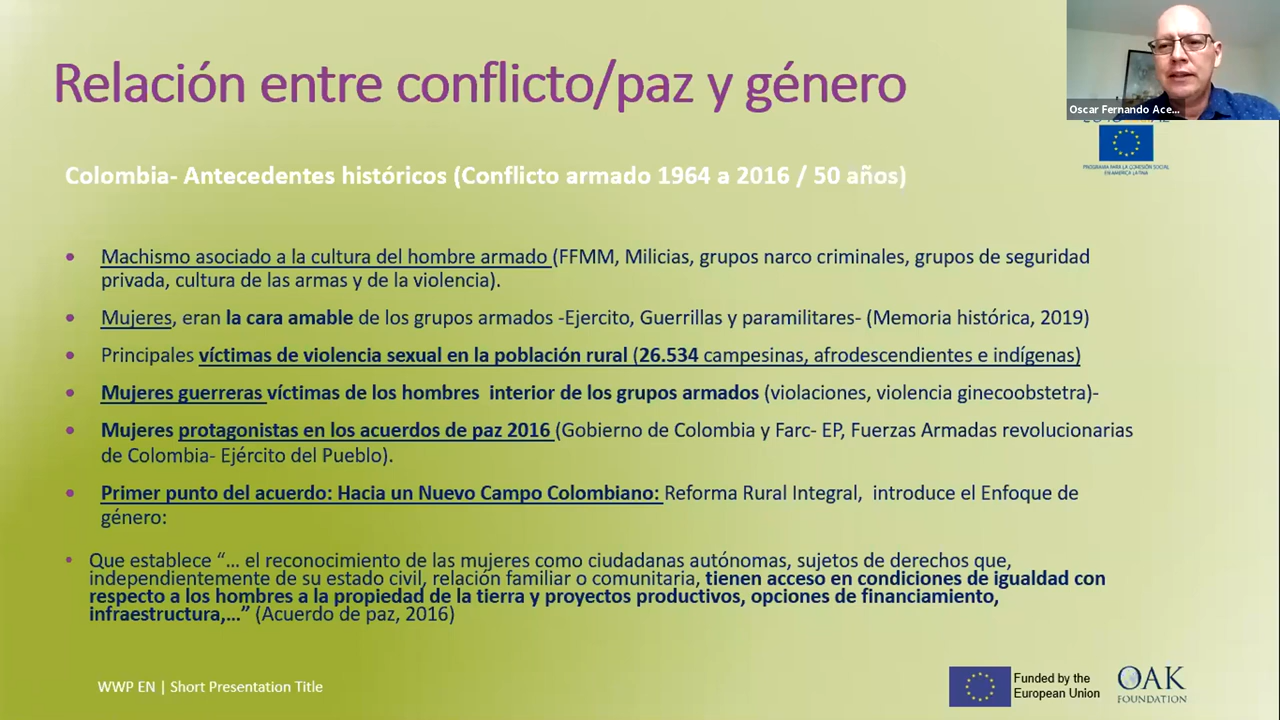 Relación entre conflicto/paz y género
Oscar Fernando Ace...
PROGRAMA PARA LA COHESIÓN SOCIAL
EN AMÉRICA LATINA
Colombia- Antecedentes históricos (Conflicto armado 1964 a 2016 / 50 años)
• Machismo asociado a la cultura del hombre armado (FFMM, Milicias, grupos narco criminales, grupos de seguridad
privada, cultura de las armas y de la violencia).
• Mujeres, eran la cara amable de los grupos armados -Ejercito, Guerrillas y paramilitares- (Memoria histórica, 2019)
• Principales víctimas de violencia sexual en la población rural (26.534 campesinas, afrodescendientes e indígenas)
• Mujeres guerreras víctimas de los hombres interior de los grupos armados (violaciones, violencia ginecoobstetra)-
• Mujeres protagonistas en los acuerdos de paz 2016 (Gobierno de Colombia y Farc- EP, Fuerzas Armadas revolucionarias
de Colombia- Ejército del Pueblo).
• Primer punto del acuerdo: Hacia un Nuevo Campo Colombiano: Reforma Rural Integral, introduce el Enfoque de
género:
• Que establece “... el reconocimiento de las mujeres como ciudadanas autónomas, sujetos de derechos que,
independientemente de su estado civil, relación familiar o comunitaria, tienen acceso en condiciones de igualdad con
respecto a los hombres a la propiedad de la tierra y proyectos productivos, opciones de financiamiento,
infraestructura,...” (Acuerdo de paz, 2016)
WWP EN | Short Presentation Title
Funded by the
European Union
OAK
FOUNDATION